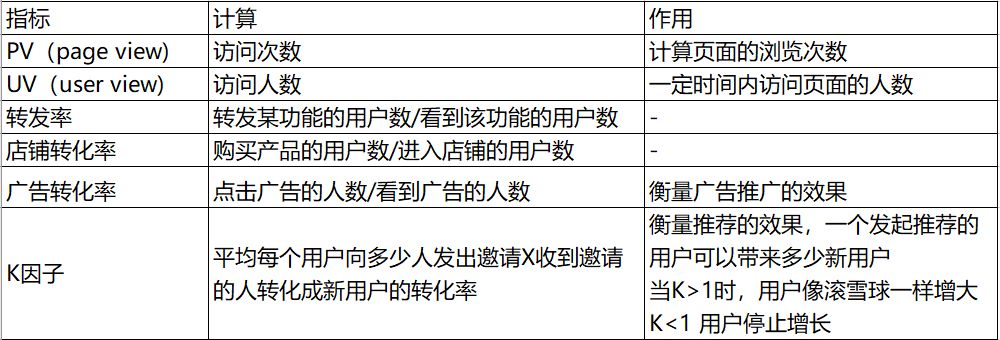 指标 计算 作用
PV（page view) 访问次数 计算页面的浏览次数
UV（user view) 访问人数 一定时间内访问页面的人数
转发率 转发某功能的用户数/看到该功能的用户数 -
店铺转化率 购买产品的用户数/进入店铺的用户数 -
广告转化率 点击广告的人数/看到广告的人数 衡量广告推广的效果
K因子
平均每个用户向多少人发出邀请X收到邀请
的人转化成新用户的转化率
衡量推荐的效果，一个发起推荐的
用户可以带来多少新用户
当K>1时，用户像滚雪球一样增大
K<1 用户停止增长